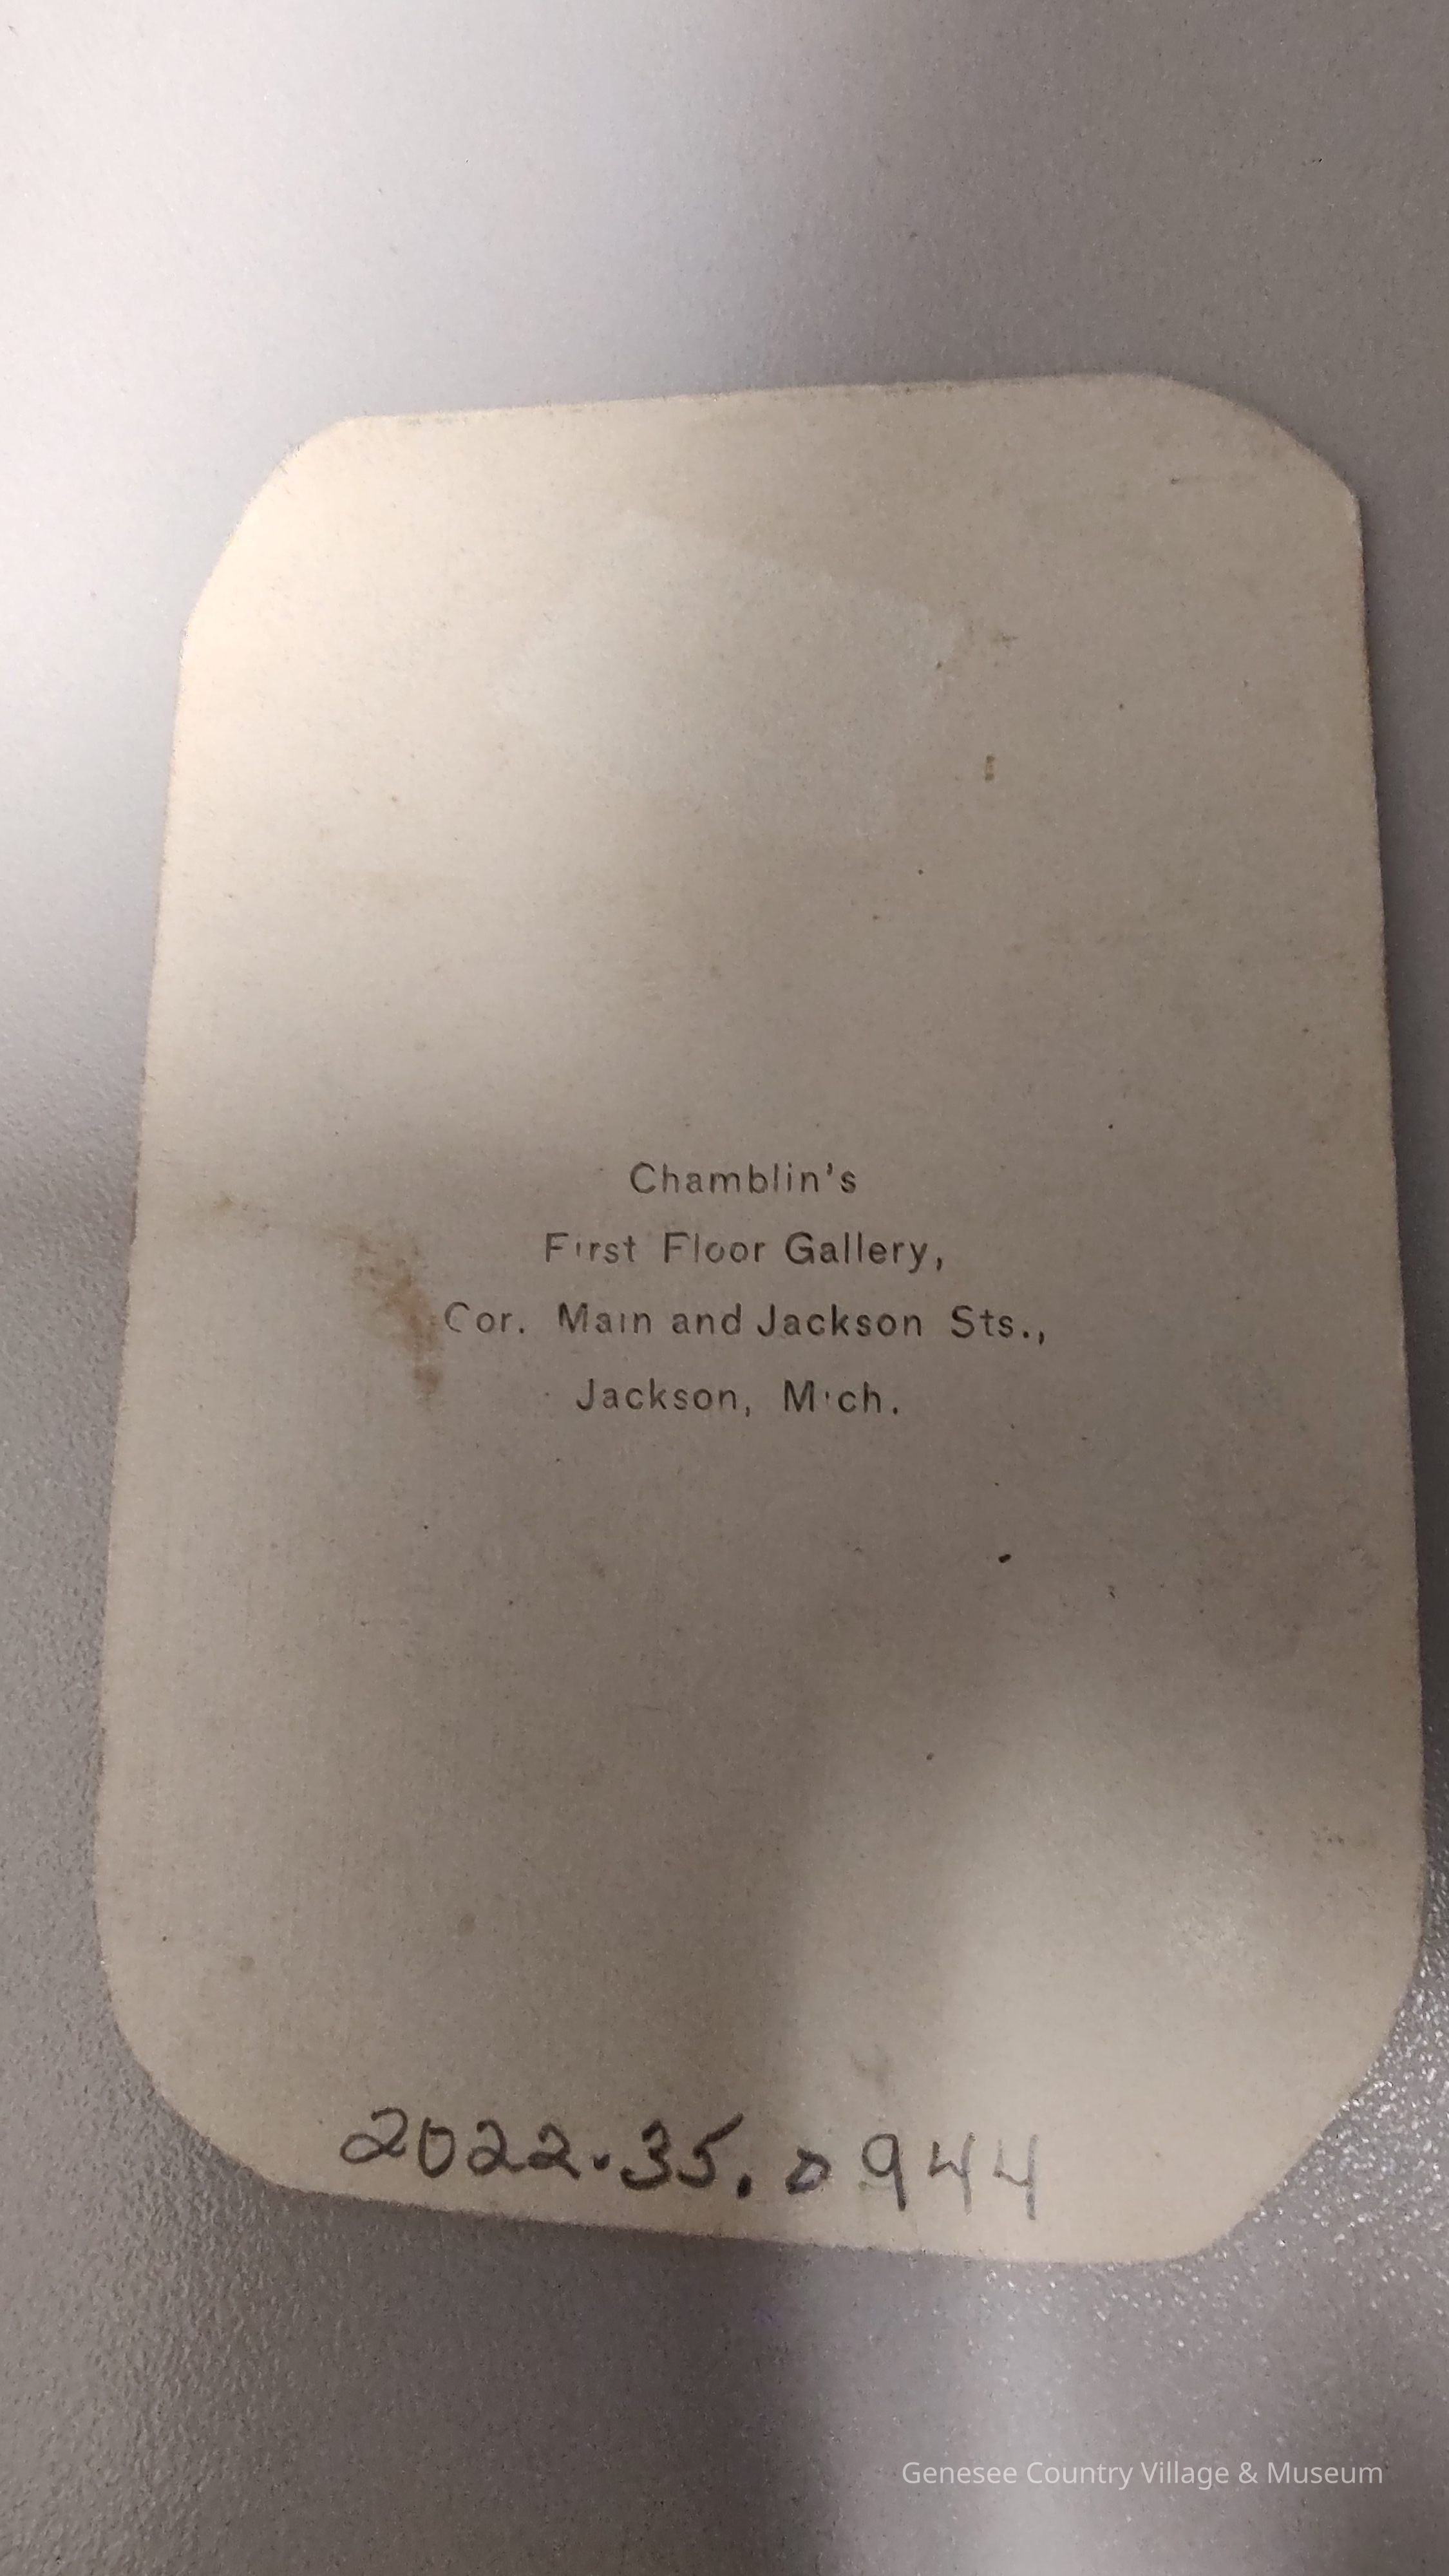 Chamblin's
First Floor Gallery,
Cor. Main and Jackson Sts.,
Jackson, Mich.
2022.35.0944
Genesee Country Village & Museum